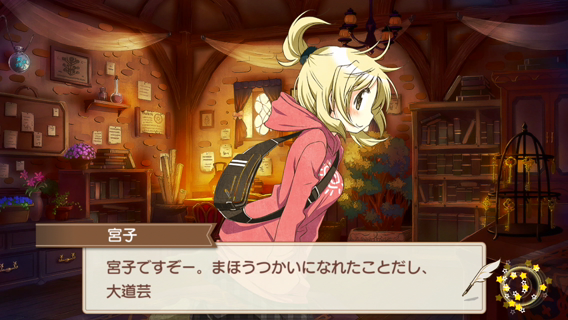 宮子
宮子ですぞー。まほうつかいになれたことだし、
大道芸